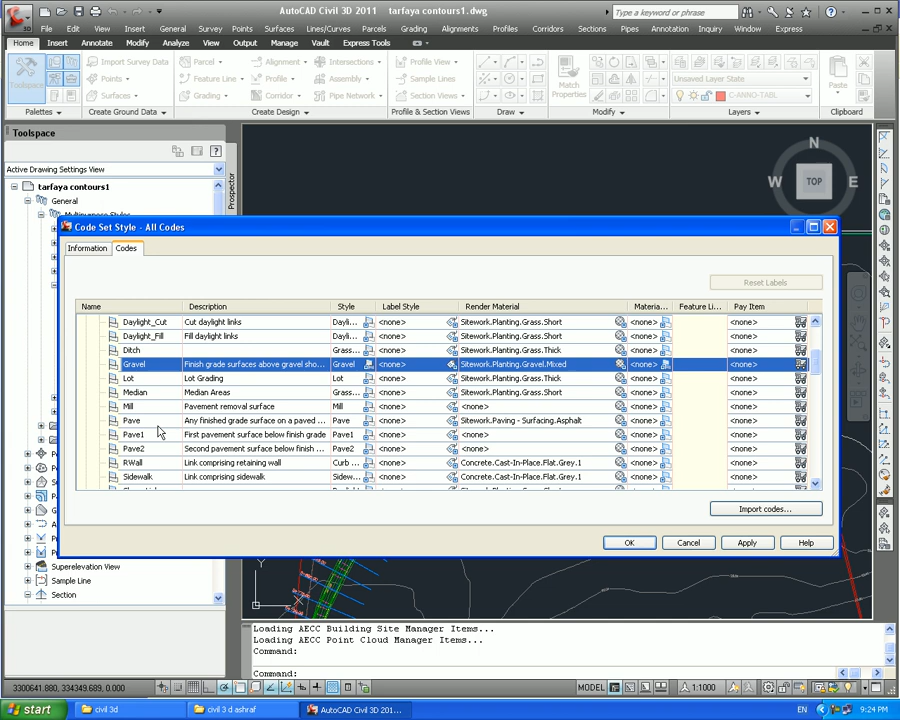 AutoCAD Civil 3D 2011 tarfaya contours.dwg
Type a keyword or phrase
File Edit View Insert General Survey Points Surfaces Lines/Curves Parcels Grading Alignments Profiles Corridors Sections Pipes Annotation Inquiry Window Express
Home Insert Annotate Modify Analyze View Output Manage Vault Express Tools
Toolspace
Import Survey Data
Points
Surfaces
Parcel
Feature Line
Grading
Alignment
Profile
Corridor
Intersections
Assembly
Pipe Network
Profile View
Sample Lines
Section Views
Match Properties
Unsaved Layer State
C-ANNO-TABL
Paste
Palettes Create Ground Data Create Design Profile & Section Views Draw Modify Layers Clipboard
Toolspace
Active Drawing Settings View
Prospector
tarfaya contours1
General
Multipurpose Styles
N
W TOP E
Code Set Style - All Codes
Information Codes
Reset Labels
Name Description Style Label Style Render Material Materia... Feature Li... Pay Item
Daylight_Cut Cut daylight links Dayli... <none> Sitework.Planting.Grass.Short <none> <none>
Daylight_Fill Fill daylight links Dayli... <none> Sitework.Planting.Grass.Short <none> <none>
Ditch Grass... <none> Sitework.Planting.Grass.Thick <none> <none>
Gravel Finish grade surfaces above gravel sho... Gravel <none> Sitework.Planting.Gravel.Mixed <none> <none>
Lot Lot Grading Lot <none> Sitework.Planting.Grass.Thick <none> <none>
Median Median Areas Grass... <none> Sitework.Planting.Grass.Short <none> <none>
Mill Pavement removal surface Mill <none> <none> <none> <none>
Pave Any finished grade surface on a paved ... Pave <none> Sitework.Paving - Surfacing.Asphalt <none> <none>
Pave1 First pavement surface below finish grade Pave1 <none> <none> <none> <none>
Pave2 Second pavement surface below finish ... Pave2 <none> <none> <none> <none>
RWall Link comprising retaining wall Curb ... <none> Concrete.Cast-In-Place.Flat.Grey.1 <none> <none>
Sidewalk Link comprising sidewalk Sidew... <none> Concrete.Cast-In-Place.Flat.Grey.1 <none> <none>
Import codes...
OK Cancel Apply Help
Superelevation View
Sample Line
Section
Y
X
Loading AECC Building Site Manager Items...
Loading AECC Point Cloud Manager Items...
Command:
Command:
3300641.880, 334349.689, 0.000
MODEL
1:1000
start
civil 3d
3 d ashraf
AutoCAD Civil 3D 201...
EN
9:24 PM